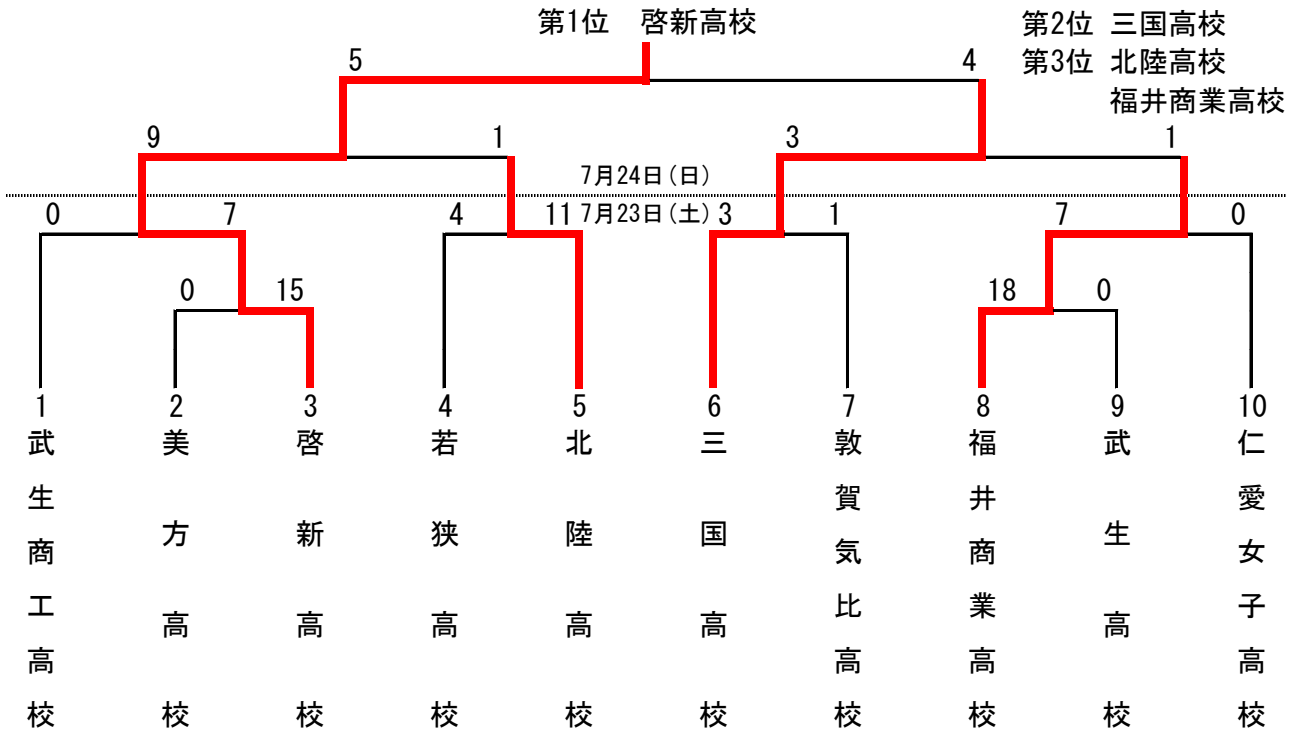 第1位 啓新高校
第2位 三国高校
第3位 北陸高校
福井商業高校
5 4
9 1 3 1
7月24日(日)
7月23日(土)
0 7 4 11 3 1 7 0
0 15 18 0
1 2 3 4 5 6 7 8 9 10
武生商工高校
美方高校
啓新高校
若狭高校
北陸高校
三国高校
敦賀気比高校
福井商業高校
武生高校
仁愛女子高校